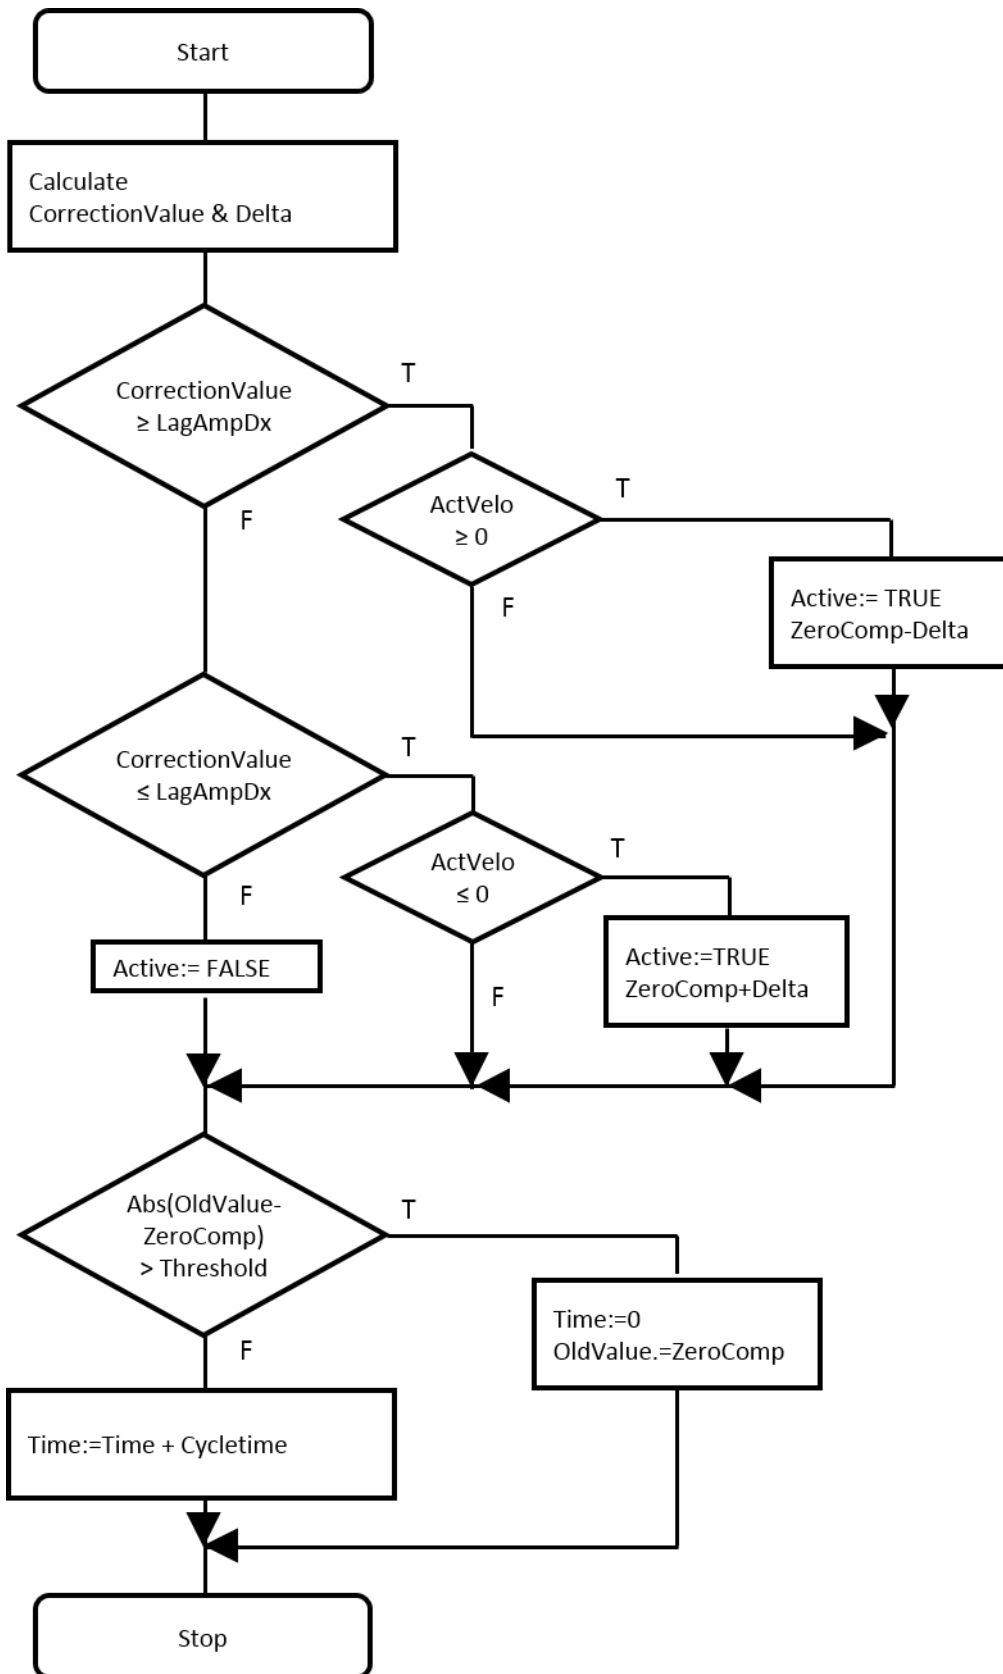 Start
Calculate
CorrectionValue & Delta
CorrectionValue
≥ LagAmpDx
T
F
ActVelo
≥ 0
T
F
Active:= TRUE
ZeroComp-Delta
CorrectionValue
≤ LagAmpDx
T
F
ActVelo
≤ 0
T
F
Active:=TRUE
ZeroComp+Delta
Active:= FALSE
Abs(OldValue-
ZeroComp)
> Threshold
T
F
Time:=0
OldValue.=ZeroComp
Time:=Time + Cycletime
Stop